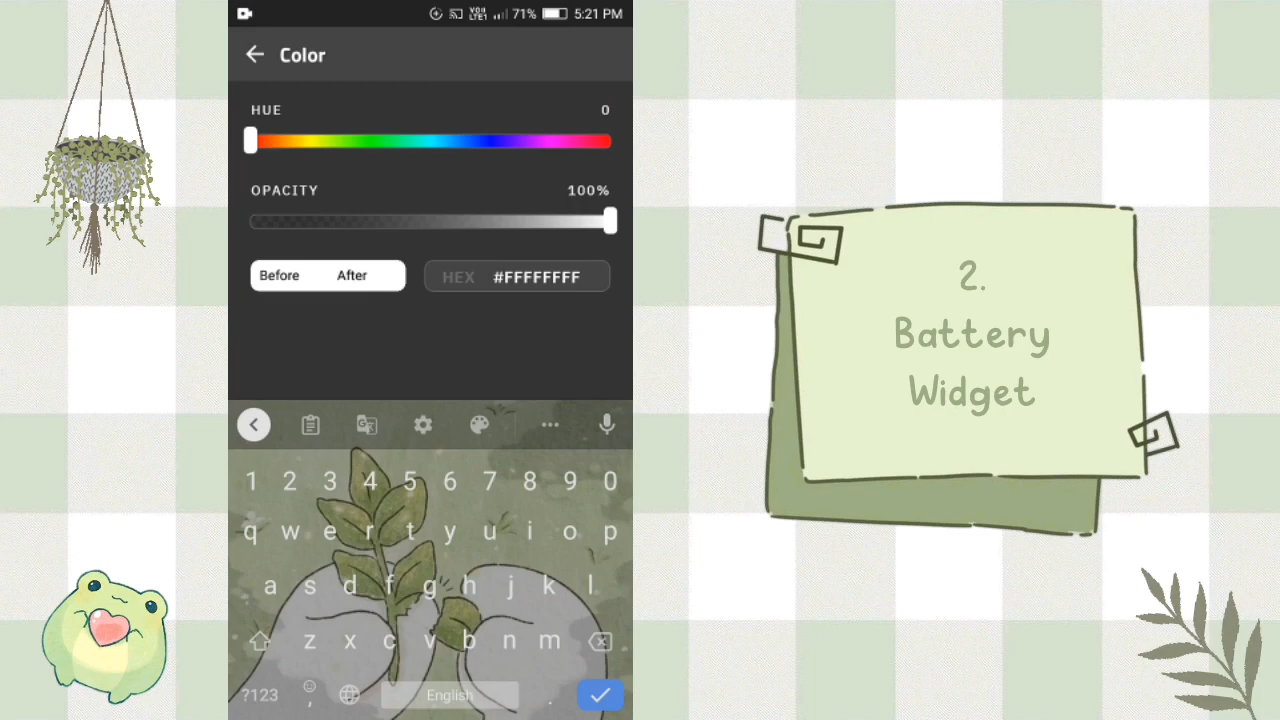 VoLTE1 71% 5:21 PM
Color
HUE 0
OPACITY 100%
Before After HEX #FFFFFFFF
1 2 3 4 5 6 7 8 9 0
q w e r t y u i o p
a s d f g h j k l
z x c v b n m
?123 , English .
2.
Battery
Widget